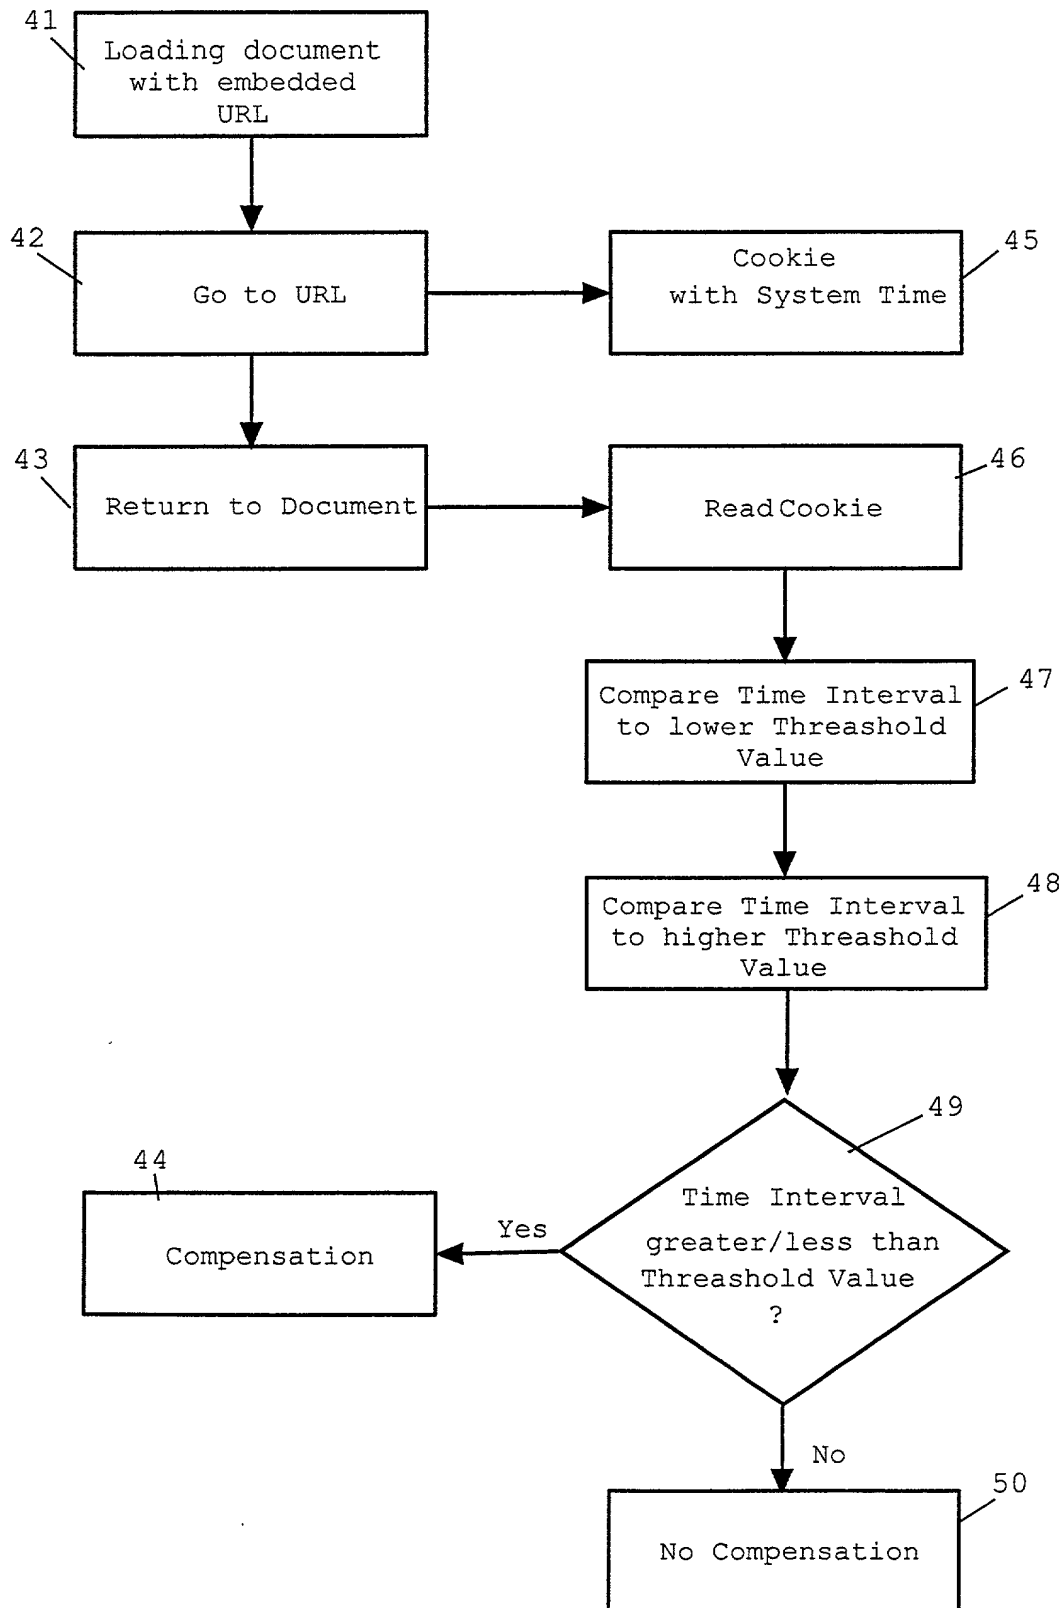 41
Loading document
with embedded
URL
42
Go to URL
45
Cookie
with System Time
43
Return to Document
46
Read Cookie
47
Compare Time Interval
to lower Threashold
Value
48
Compare Time Interval
to higher Threashold
Value
49
Time Interval
greater/less than
Threashold Value
?
Yes
44
Compensation
No
50
No Compensation